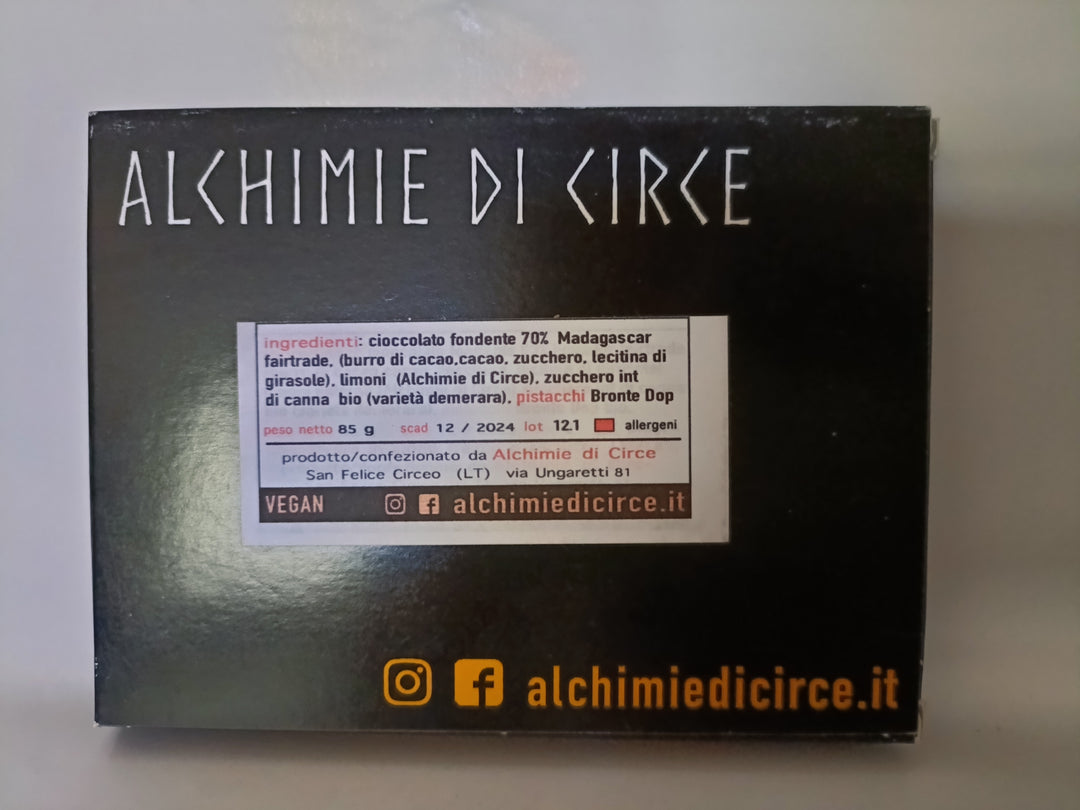 ALCHIMIE DI CIRCE
ingredienti: cioccolato fondente 70% Madagascar
fairtrade, (burro di cacao,cacao, zucchero, lecitina di
girasole), limoni (Alchimie di Circe), zucchero int
di canna bio (varietà demerara), pistacchi Bronte Dop
peso netto 85 g scad 12 / 2024 lot 12.1 allergeni
prodotto/confezionato da Alchimie di Circe
San Felice Circeo (LT) via Ungaretti 81
VEGAN alchimiedicirce.it
alchimiedicirce.it